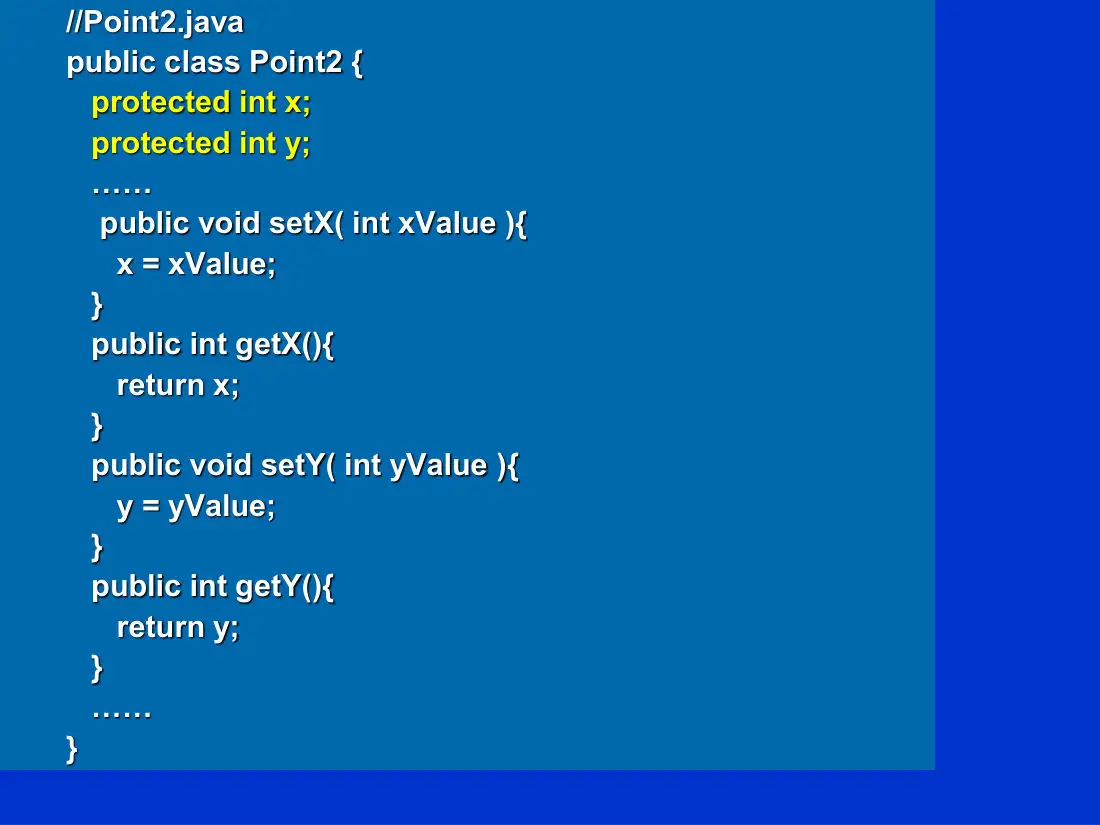 //Point2.java
public class Point2 {
protected int x;
protected int y;
……
public void setX( int xValue ){
x = xValue;
}
public int getX(){
return x;
}
public void setY( int yValue ){
y = yValue;
}
public int getY(){
return y;
}
……
}